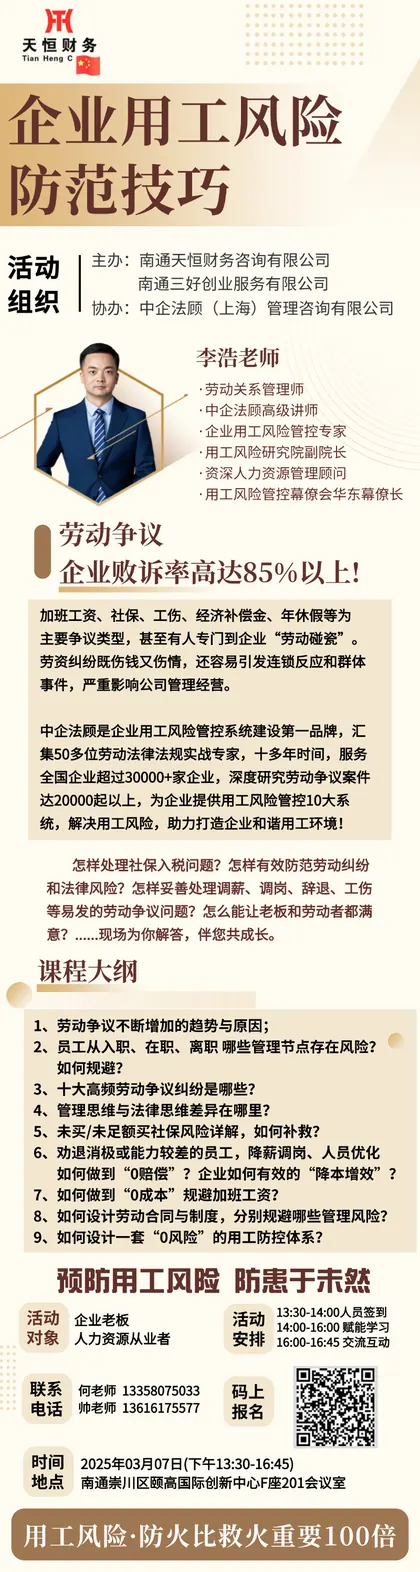 天恒财务
Tian Heng C
企业用工风险
防范技巧
活动
组织
主办：南通天恒财务咨询有限公司
南通三好创业服务有限公司
协办：中企法顾（上海）管理咨询有限公司
李浩老师
·劳动关系管理师
·中企法顾高级讲师
·企业用工风险管控专家
·用工风险研究院副院长
·资深人力资源管理顾问
·用工风险管控幕僚会华东幕僚长
劳动争议
企业败诉率高达85%以上!
加班工资、社保、工伤、经济补偿金、年休假等为
主要争议类型，甚至有人专门到企业“劳动碰瓷”。
劳资纠纷既伤钱又伤情，还容易引发连锁反应和群体
事件，严重影响公司管理经营。
中企法顾是企业用工风险管控系统建设第一品牌，汇
集50多位劳动法律法规实战专家，十多年时间，服务
全国企业超过30000+家企业，深度研究劳动争议案件
达20000起以上，为企业提供用工风险管控10大系
统，解决用工风险，助力打造企业和谐用工环境！
怎样处理社保入税问题？怎样有效防范劳动纠纷
和法律风险？怎样妥善处理调薪、调岗、辞退、工伤
等易发的劳动争议问题？怎么能让老板和劳动者都满
意？......现场为你解答，伴您共成长。
课程大纲
1、劳动争议不断增加的趋势与原因；
2、员工从入职、在职、离职 哪些管理节点存在风险？
如何规避？
3、十大高频劳动争议纠纷是哪些？
4、管理思维与法律思维差异在哪里？
5、未买/未足额买社保风险详解，如何补救？
6、劝退消极或能力较差的员工，降薪调岗、人员优化
如何做到“0赔偿”？企业如何有效的“降本增效”？
7、如何做到“0成本”规避加班工资？
8、如何设计劳动合同与制度，分别规避哪些管理风险？
9、如何设计一套“0风险”的用工防控体系？
预防用工风险 防患于未然
活动
对象
企业老板
人力资源从业者
活动
安排
13:30-14:00人员签到
14:00-16:00 赋能学习
16:00-16:45 交流互动
联系
电话
何老师 13358075033
帅老师 13616175577
码上
报名
时间
地点
2025年03月07日(下午13:30-16:45)
南通崇川区颐高国际创新中心F座201会议室
用工风险·防火比救火重要100倍